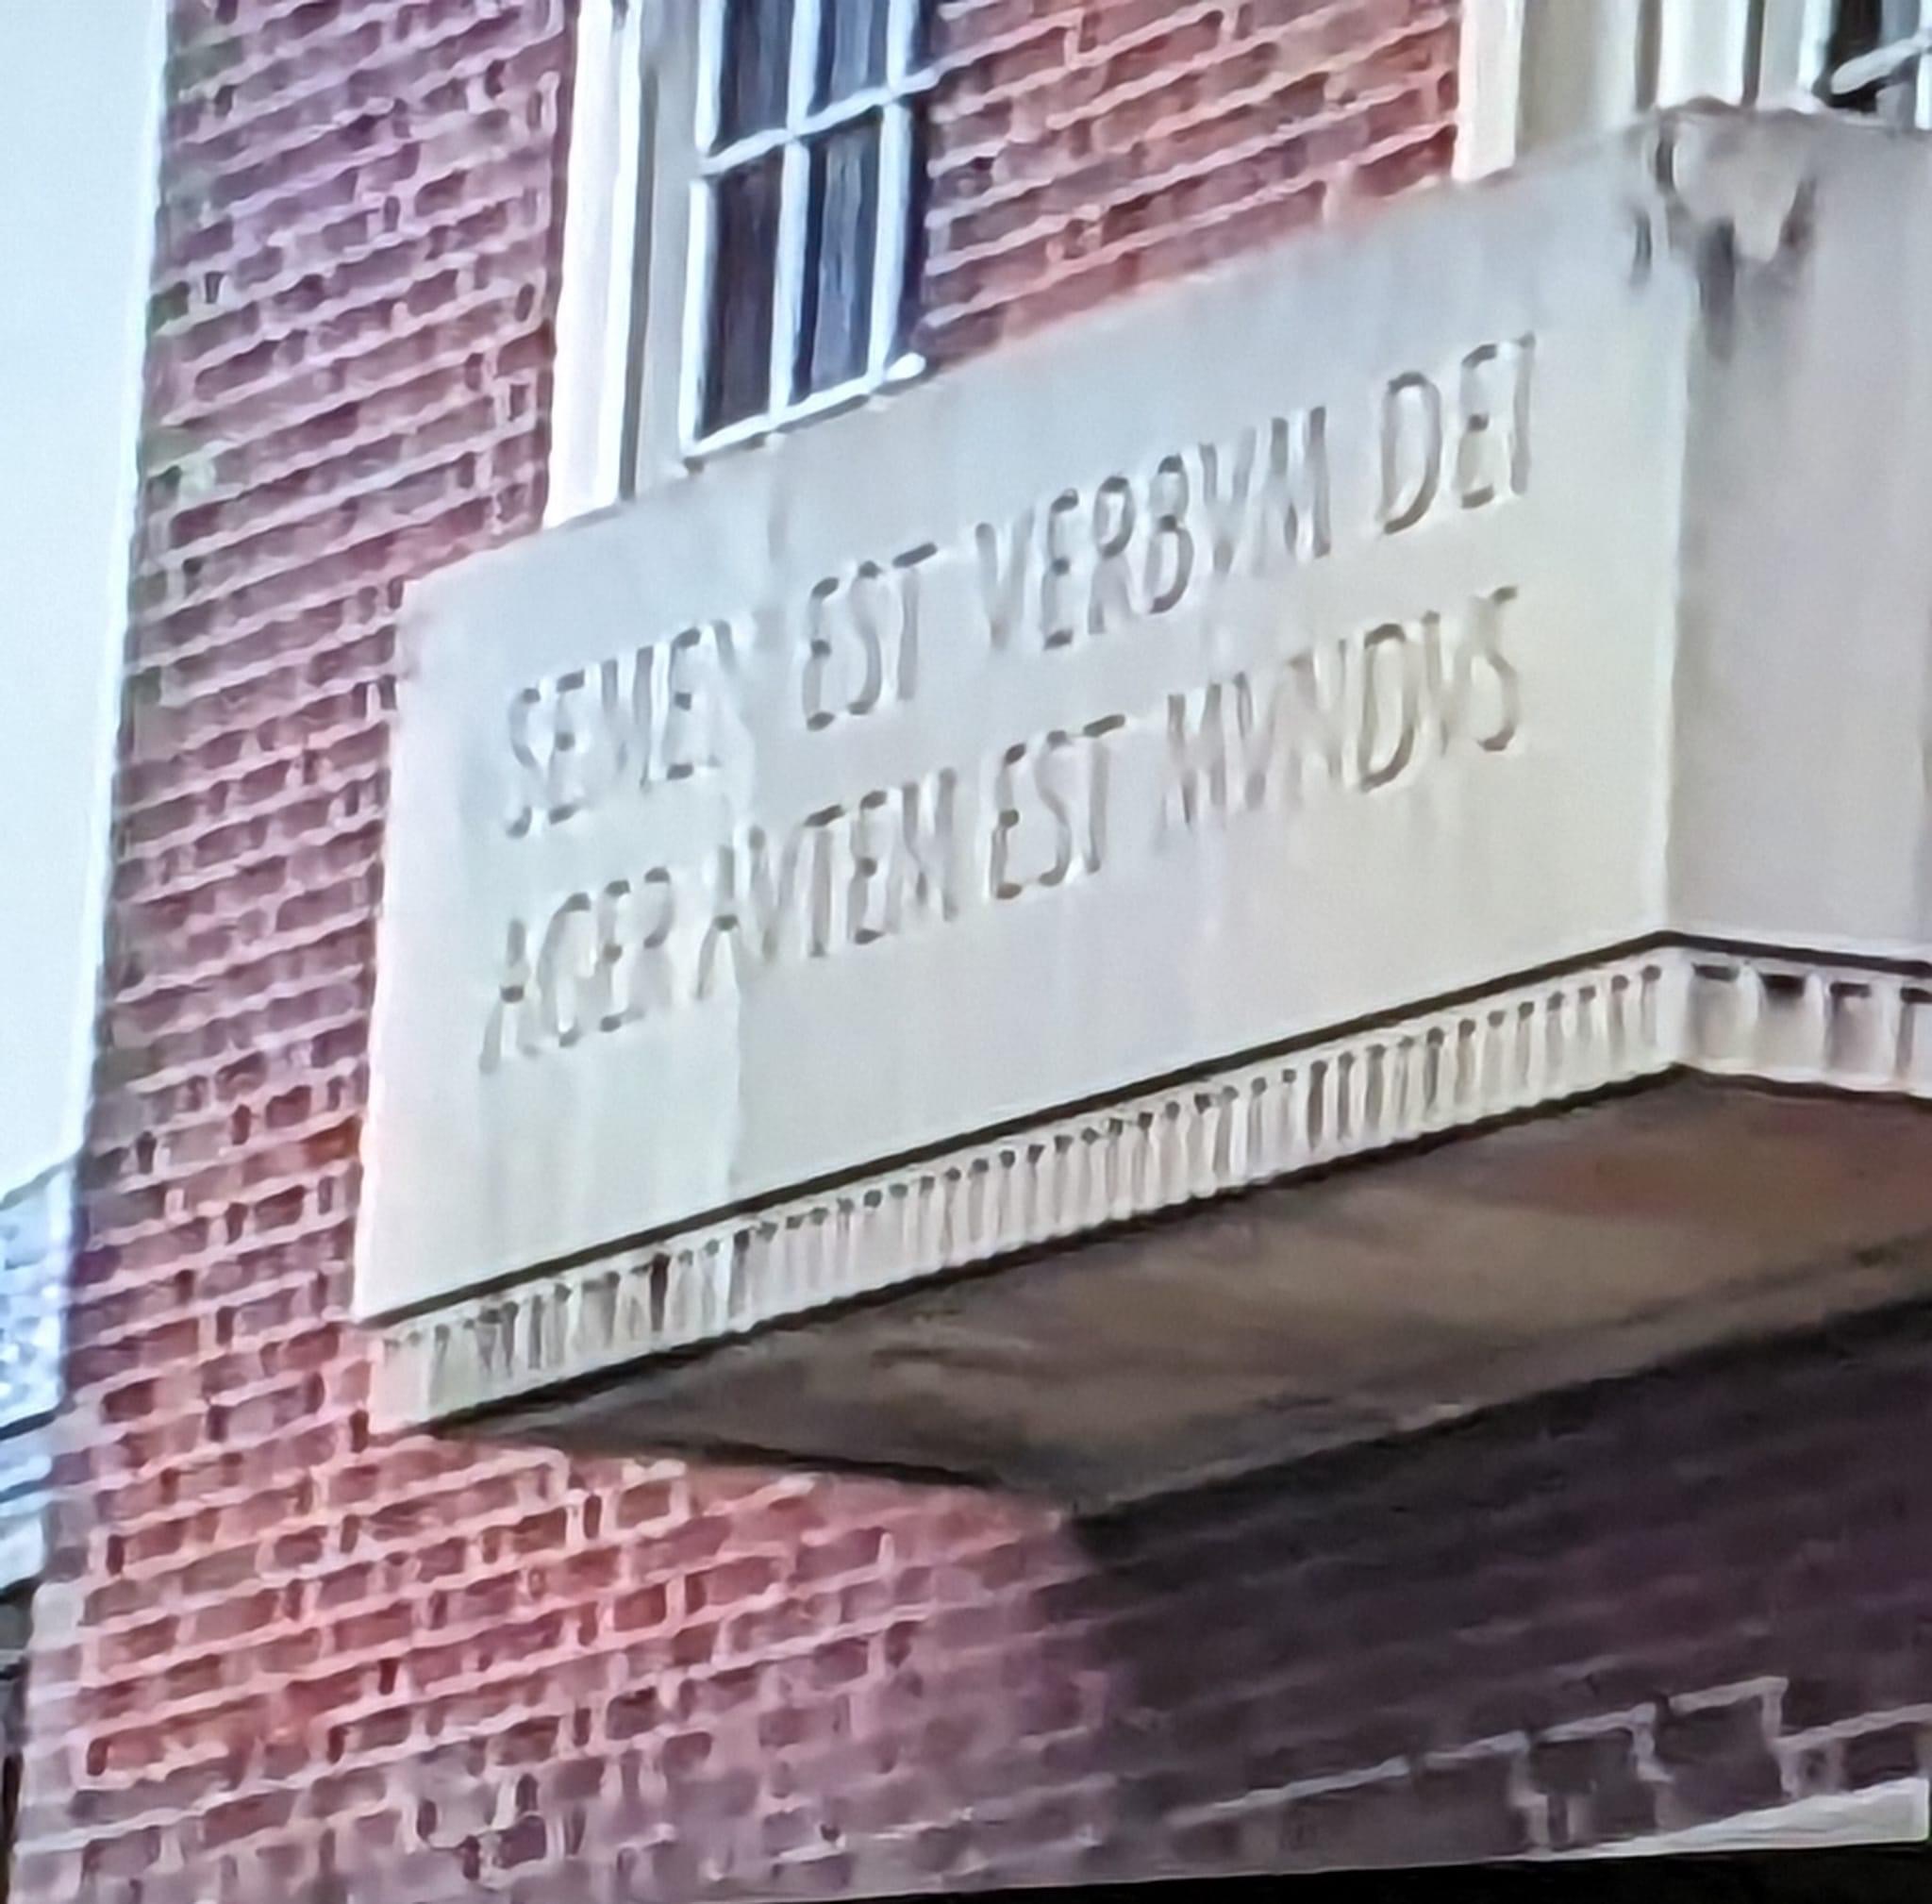 SEMEN EST VERBVM DEI
AGER AVTEM EST MVNDVS